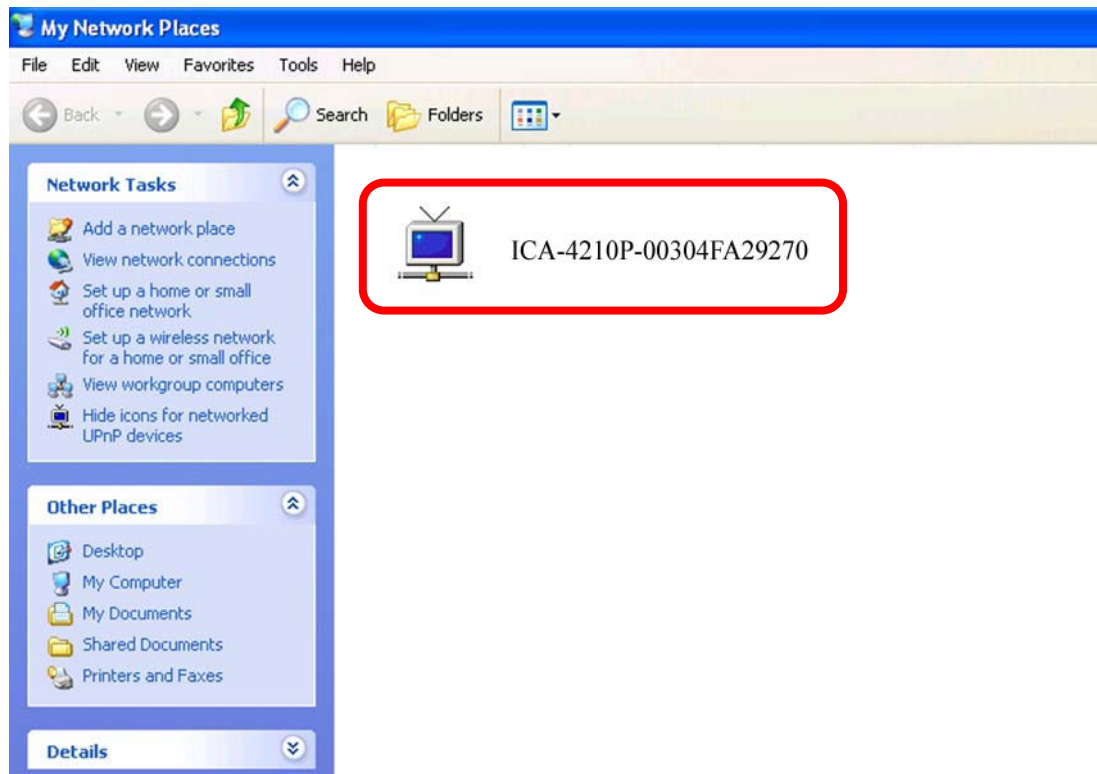 My Network Places
File Edit View Favorites Tools Help
Back Search Folders
Network Tasks
Add a network place
View network connections
Set up a home or small
office network
Set up a wireless network
for a home or small office
View workgroup computers
Hide icons for networked
UPnP devices
Other Places
Desktop
My Computer
My Documents
Shared Documents
Printers and Faxes
Details
ICA-4210P-00304FA29270